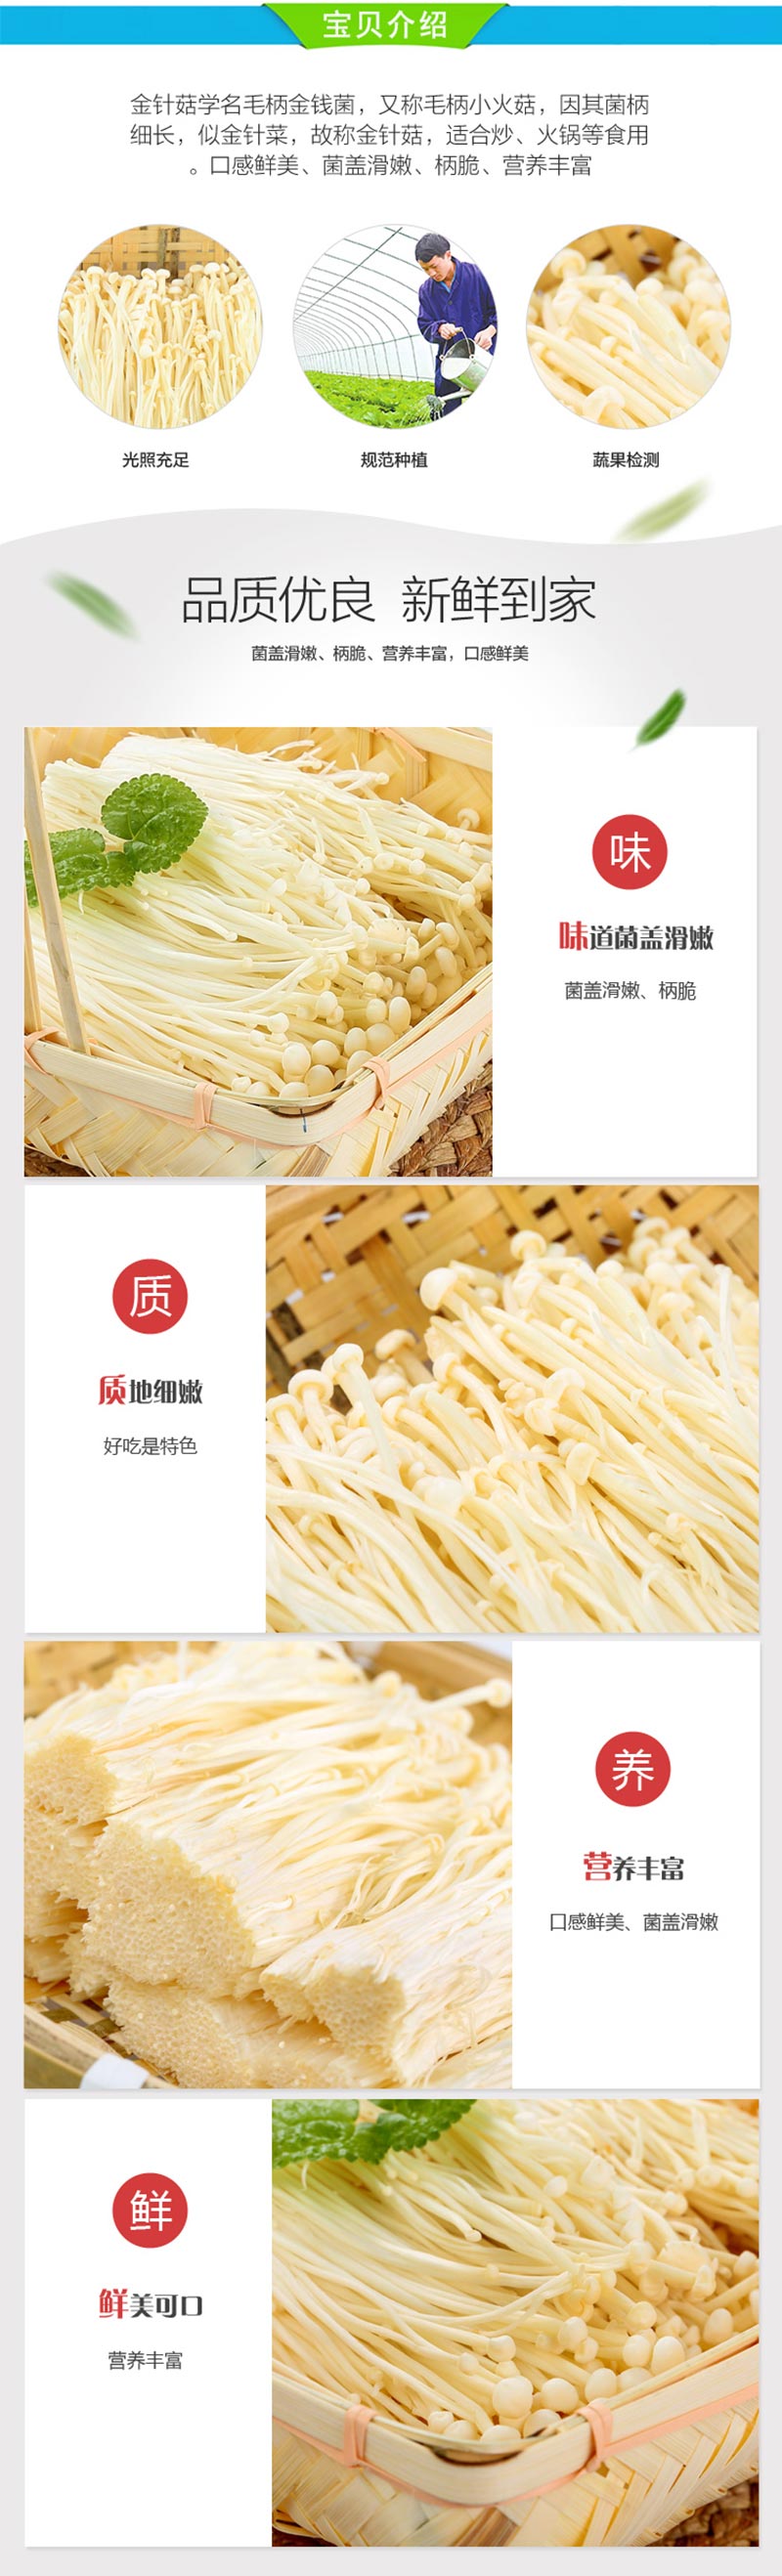 宝贝介绍
金针菇学名毛柄金钱菌，又称毛柄小火菇，因其菌柄
细长，似金针菜，故称金针菇，适合炒、火锅等食用
。口感鲜美、菌盖滑嫩、柄脆、营养丰富
光照充足
规范种植
蔬果检测
品质优良 新鲜到家
菌盖滑嫩、柄脆、营养丰富，口感鲜美
味
味道菌盖滑嫩
菌盖滑嫩、柄脆
质
质地细嫩
好吃是特色
养
营养丰富
口感鲜美、菌盖滑嫩
鲜
鲜美可口
营养丰富